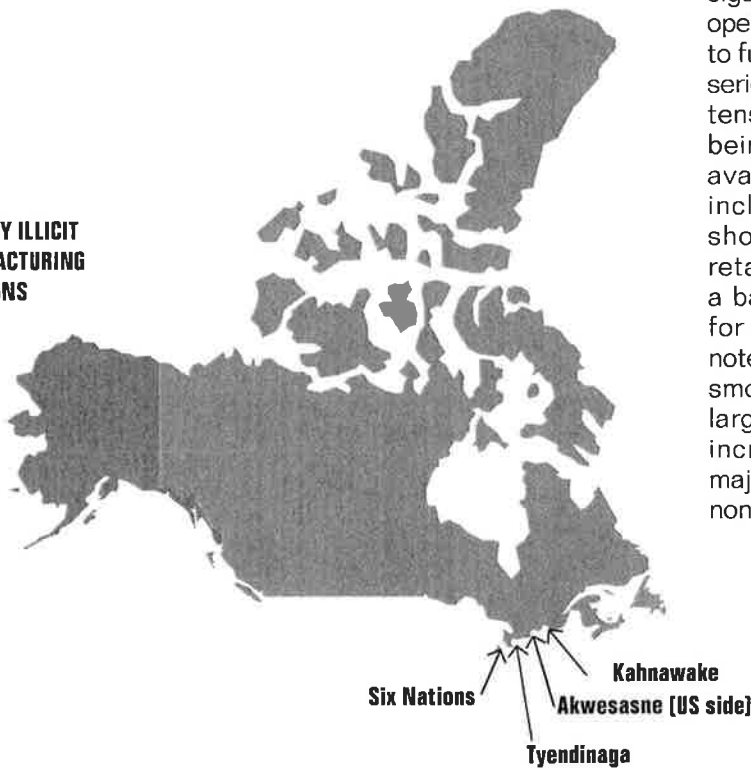 Y ILLICIT
ACTURING
NS
Six Nations
Kahnawake
Akwesasne (US side)
Tyendinaga
ope
to fu
seri
tens
bein
ava
incl
sho
reta
a ba
for
note
smo
larg
incr
maj
non